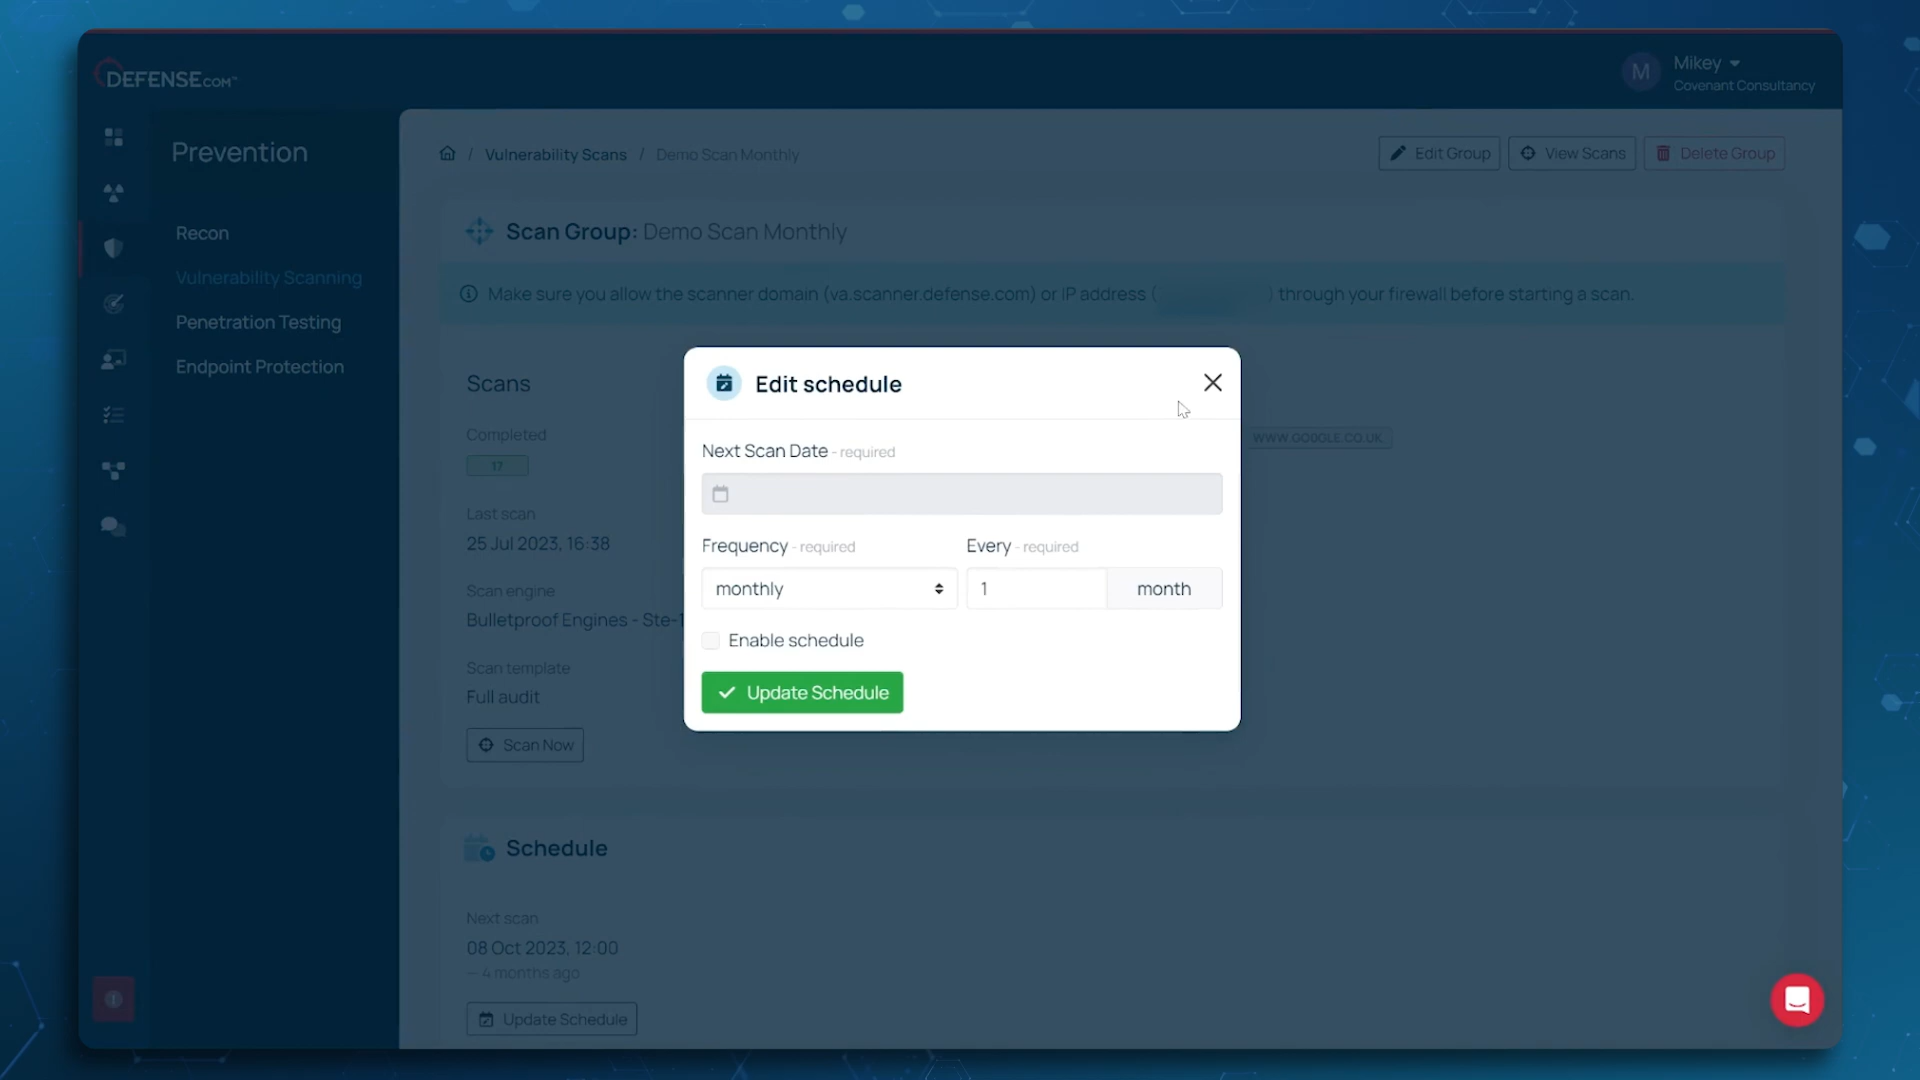 DEFENSE.COM™
M
Mikey
Covenant Consultancy
Prevention
Recon
Vulnerability Scanning
Penetration Testing
Endpoint Protection
/ Vulnerability Scans / Demo Scan Monthly
Edit Group
View Scans
Delete Group
Scan Group: Demo Scan Monthly
Make sure you allow the scanner domain (va.scanner.defense.com) or IP address ( ) through your firewall before starting a scan.
Scans
Completed
17
Last scan
25 Jul 2023, 16:38
Scan engine
Bulletproof Engines - Ste-1
Scan template
Full audit
Scan Now
WWW.GO0OLE.CO.UK
Edit schedule
Next Scan Date - required
Frequency - required
Every - required
monthly
1
month
Enable schedule
Update Schedule
Schedule
Next scan
08 Oct 2023, 12:00
— 4 months ago
Update Schedule